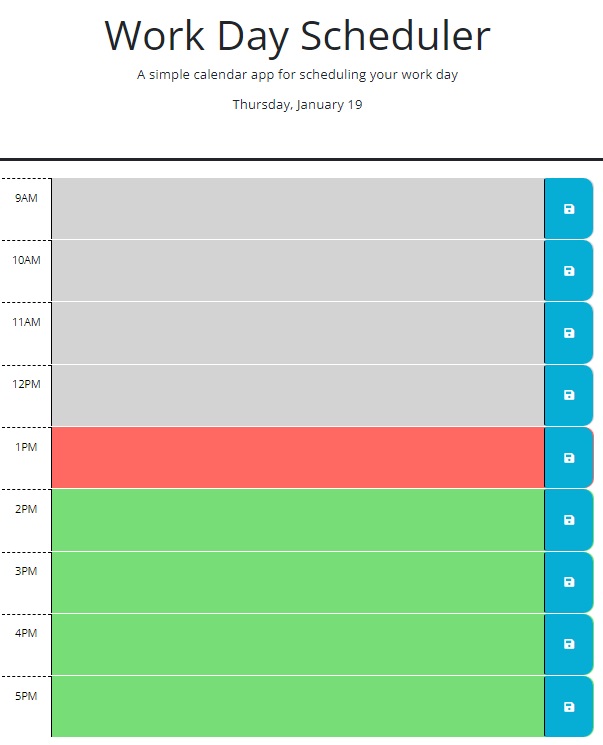 Work Day Scheduler
A simple calendar app for scheduling your work day
Thursday, January 19
9AM
10AM
11AM
12PM
1PM
2PM
3PM
4PM
5PM